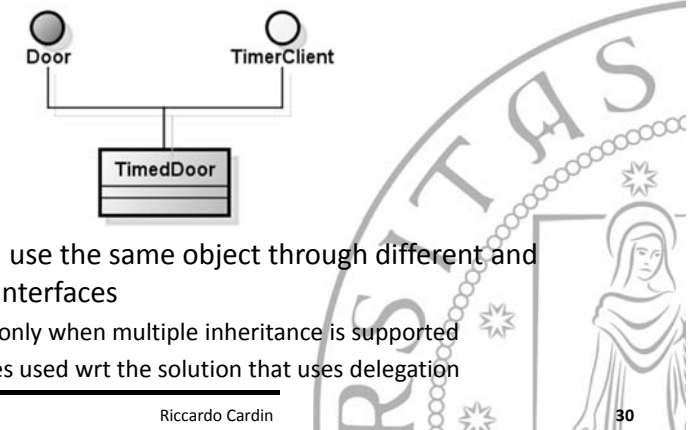 Door
TimerClient
TimedDoor
use the same object through different and
interfaces
only when multiple inheritance is supported
es used wrt the solution that uses delegation
Riccardo Cardin
30
RSITAS